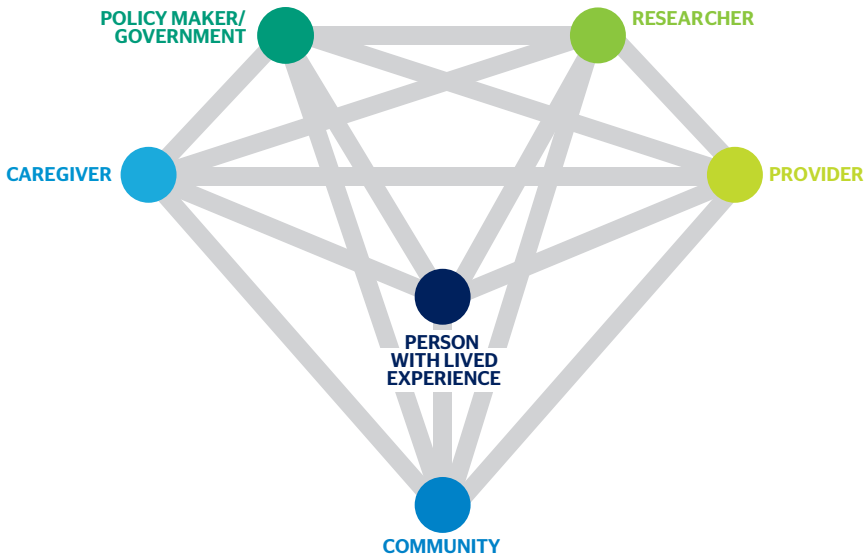 POLICY MAKER/
GOVERNMENT
RESEARCHER
CAREGIVER
PROVIDER
PERSON
WITH LIVED
EXPERIENCE
COMMUNITY